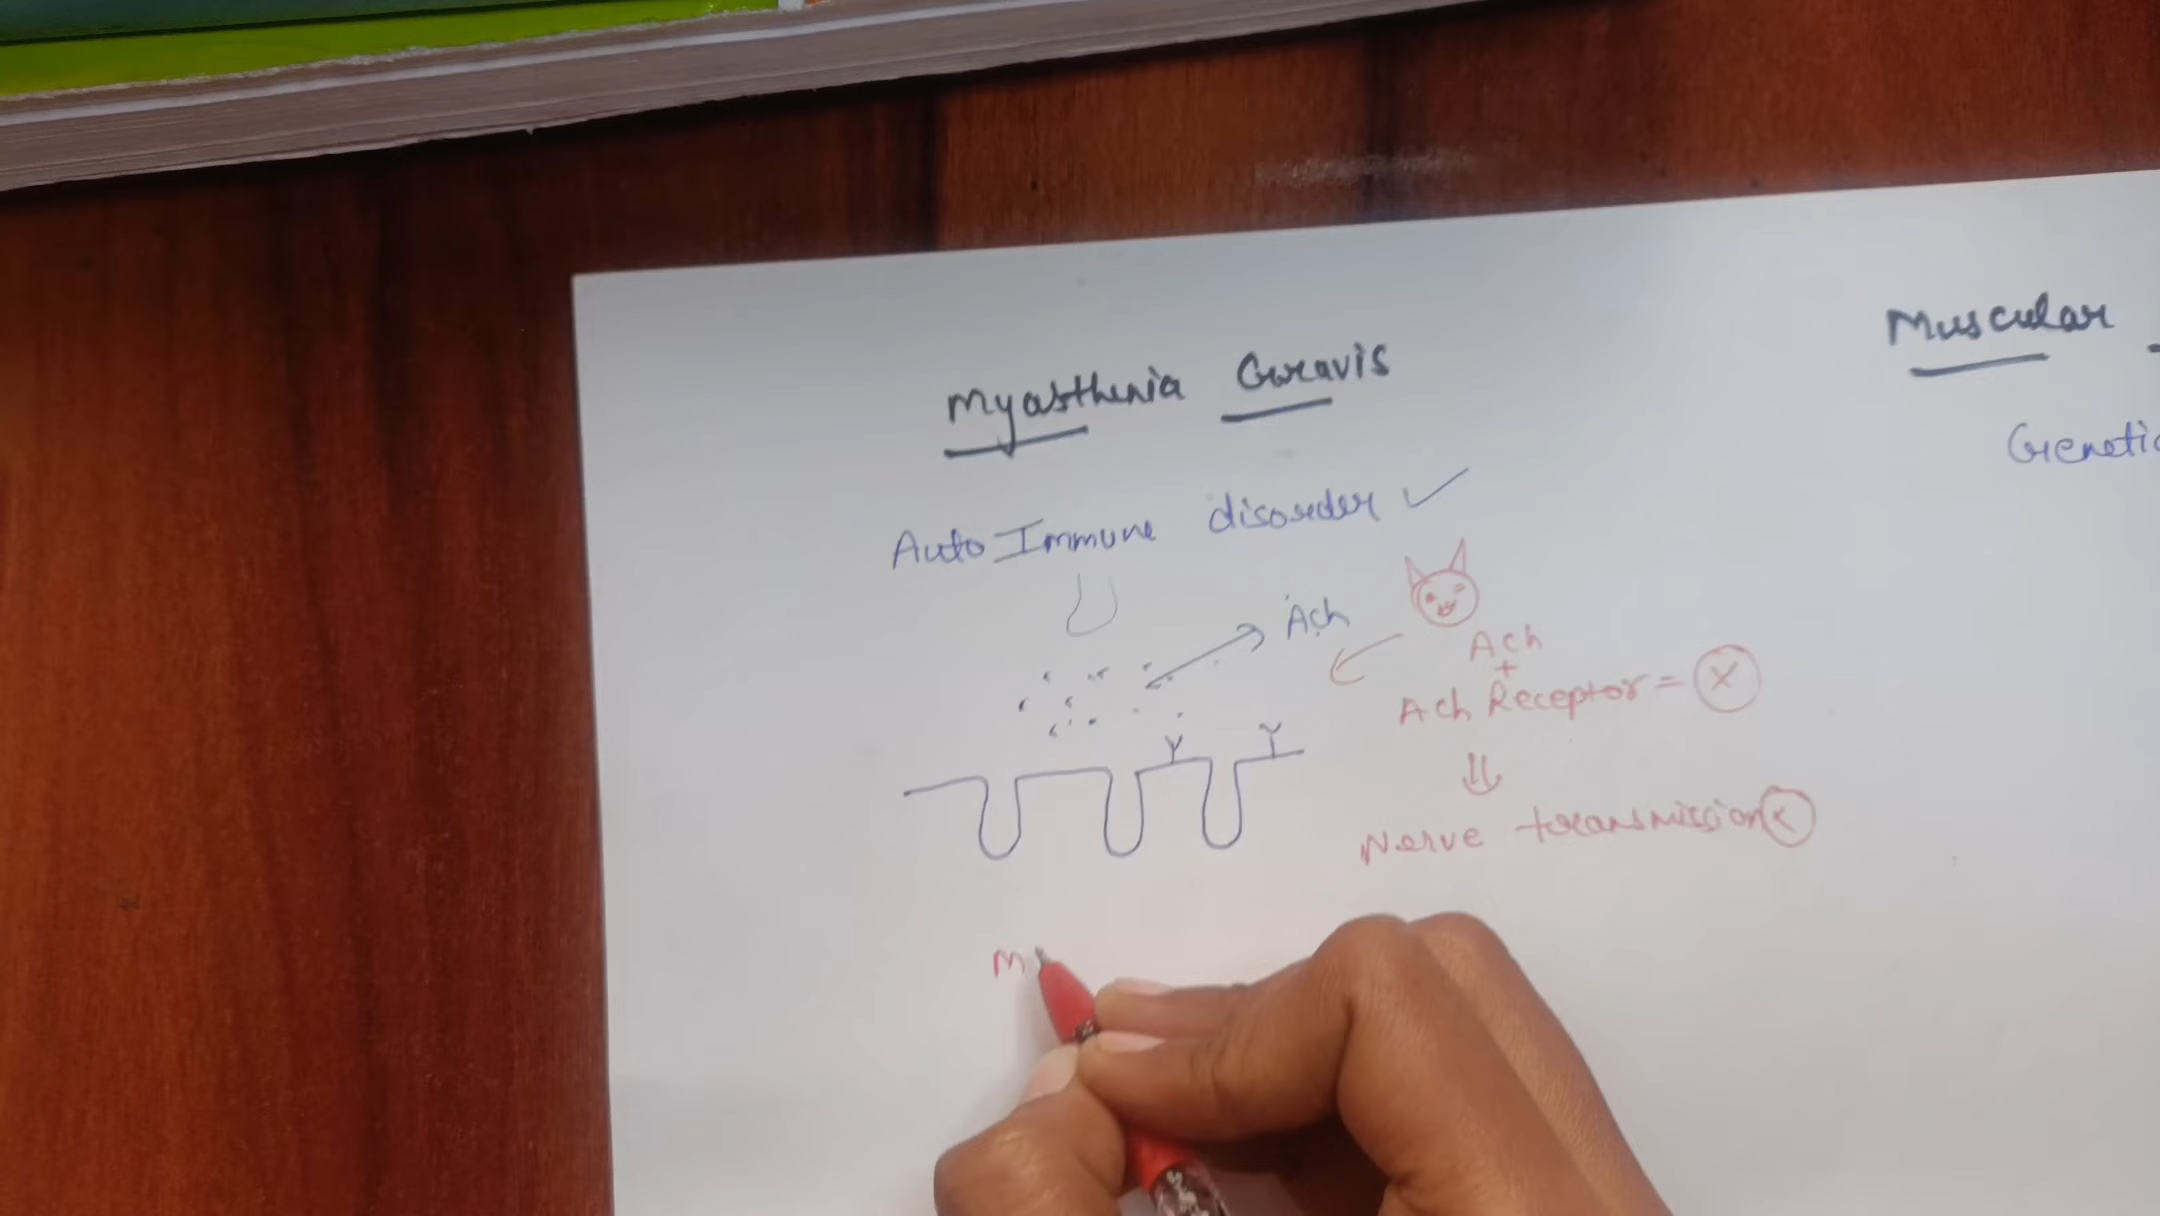 Myasthenia Gravis
Auto Immune disorder ✓
Ach
Ach
+
Ach Receptor = X
⇓
Nerve transmission X
M
Muscular
Genetic